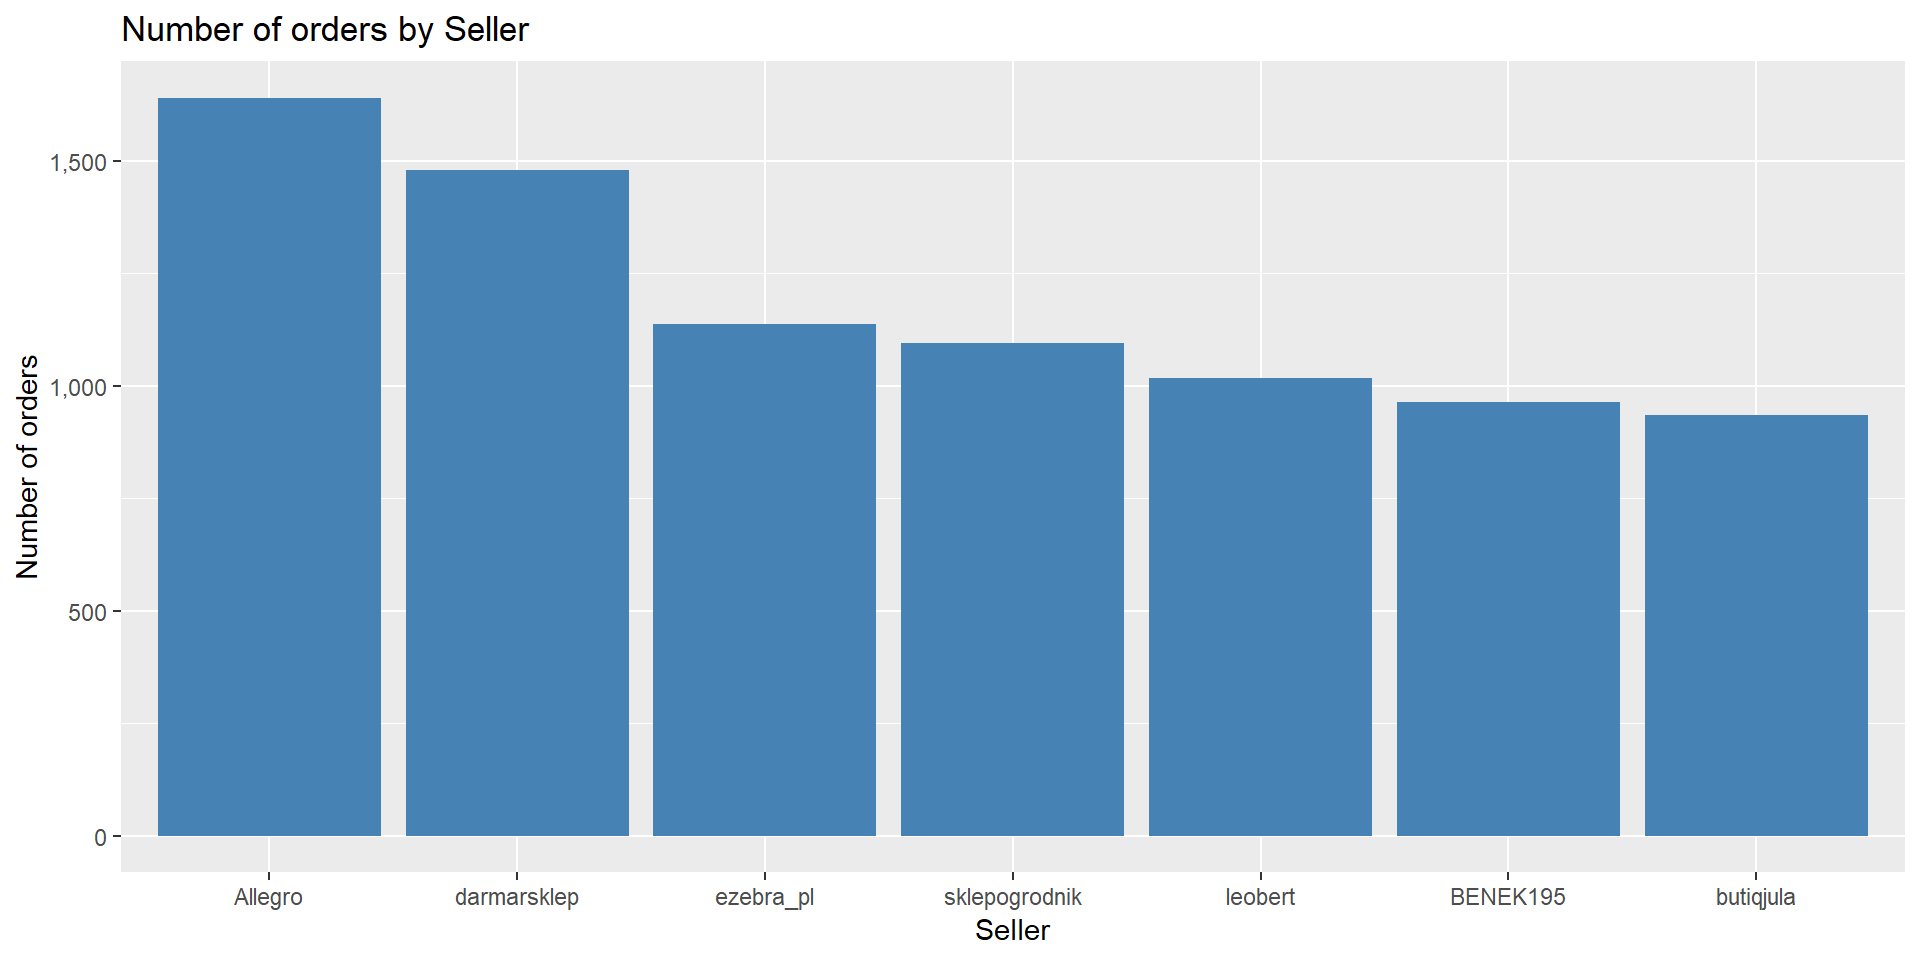 Number of orders by Seller
Number of orders
1,500
1,000
500
0
Allegro
darmarsklep
ezebra_pl
sklepogrodnik
leobert
BENEK195
butiqjula
Seller